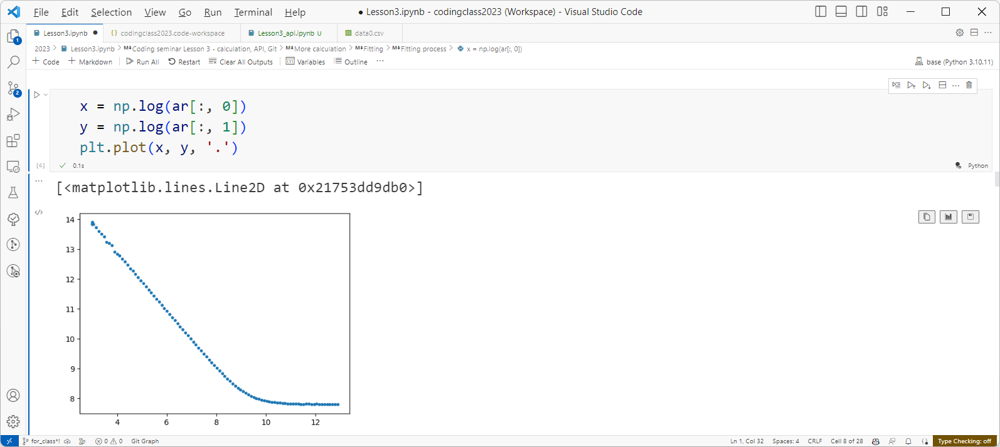 File Edit Selection View Go Run Terminal Help ● Lesson3.ipynb - codingclass2023 (Workspace) - Visual Studio Code
Lesson3.ipynb ● {} codingclass2023.code-workspace Lesson3_api.ipynb U data0.csv
2023 > Lesson3.ipynb > M↓Coding seminar Lesson 3 - calculation, API, Git > M↓More calculation > M↓Fitting > M↓Fitting process > x = np.log(ar[:, 0])
+ Code + Markdown Run All Restart Clear All Outputs Variables Outline ... base (Python 3.10.11)
1
2
x = np.log(ar[:, 0])
y = np.log(ar[:, 1])
plt.plot(x, y, '.')
[6] ✓ 0.1s Python
... [<matplotlib.lines.Line2D at 0x21753dd9db0>]
</>
14
13
12
11
10
9
8
4 6 8 10 12
for_class*! 0 0 Git Graph Ln 1, Col 32 Spaces: 4 CRLF Cell 8 of 28 Type Checking: off